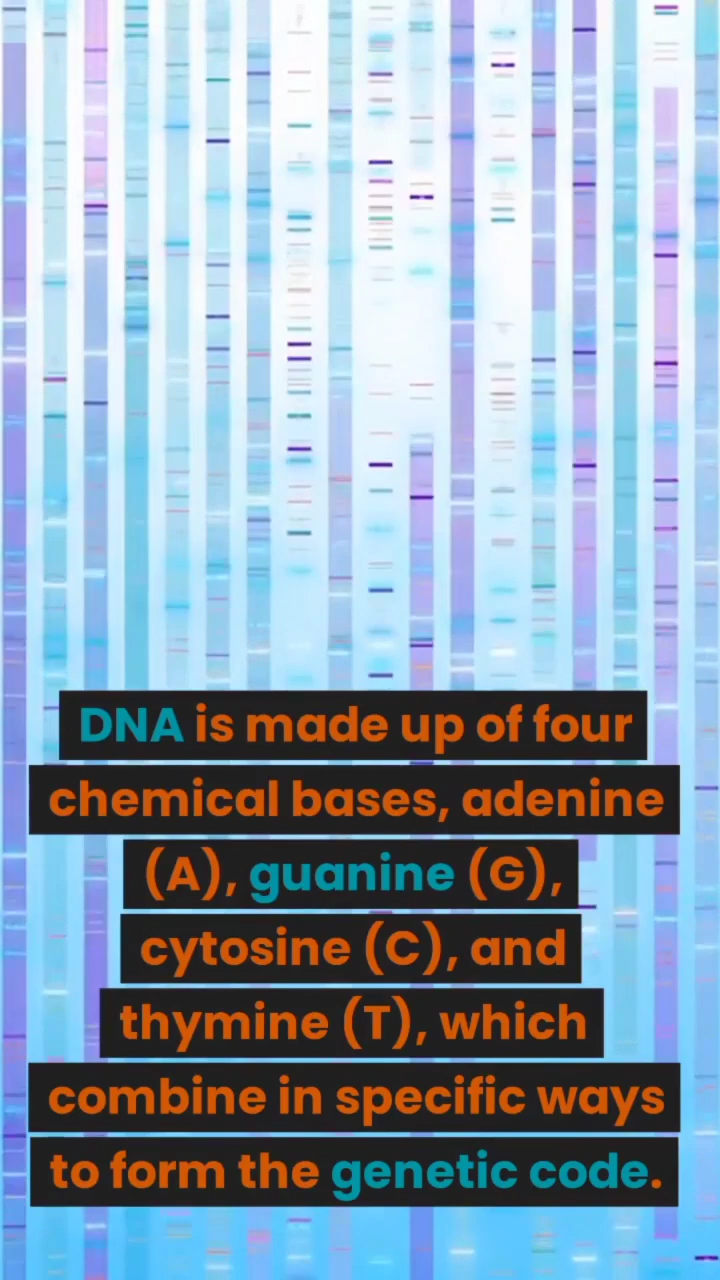 DNA is made up of four
chemical bases, adenine
(A), guanine (G),
cytosine (C), and
thymine (T), which
combine in specific ways
to form the genetic code.